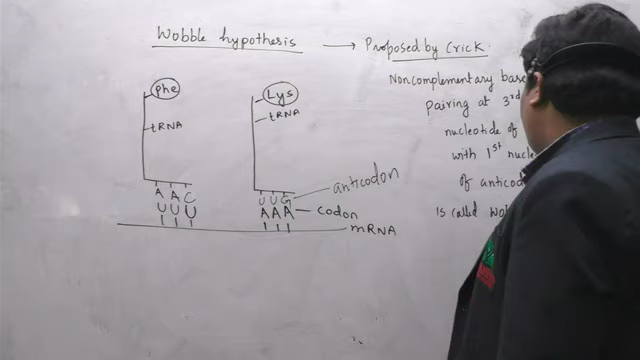 Wobble hypothesis → Proposed by Crick.
Noncomplementary base
pairing at 3rd
nucleotide of
with 1st
of
is called
Phe
tRNA
A A C
U U U
Lys
tRNA
U U G
A A A
anticodon
codon
mRNA